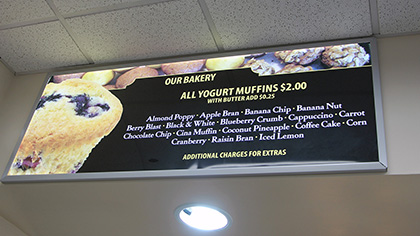 OUR BAKERY
ALL YOGURT MUFFINS $2.00
WITH BUTTER ADD $0.25
Almond Poppy · Apple Bran · Banana Chip · Banana Nut
Berry Blast · Black & White · Blueberry Crumb · Cappuccino · Carrot
Chocolate Chip · Cina Muffin · Coconut Pineapple · Coffee Cake · Corn
Cranberry · Raisin Bran · Iced Lemon
ADDITIONAL CHARGES FOR EXTRAS